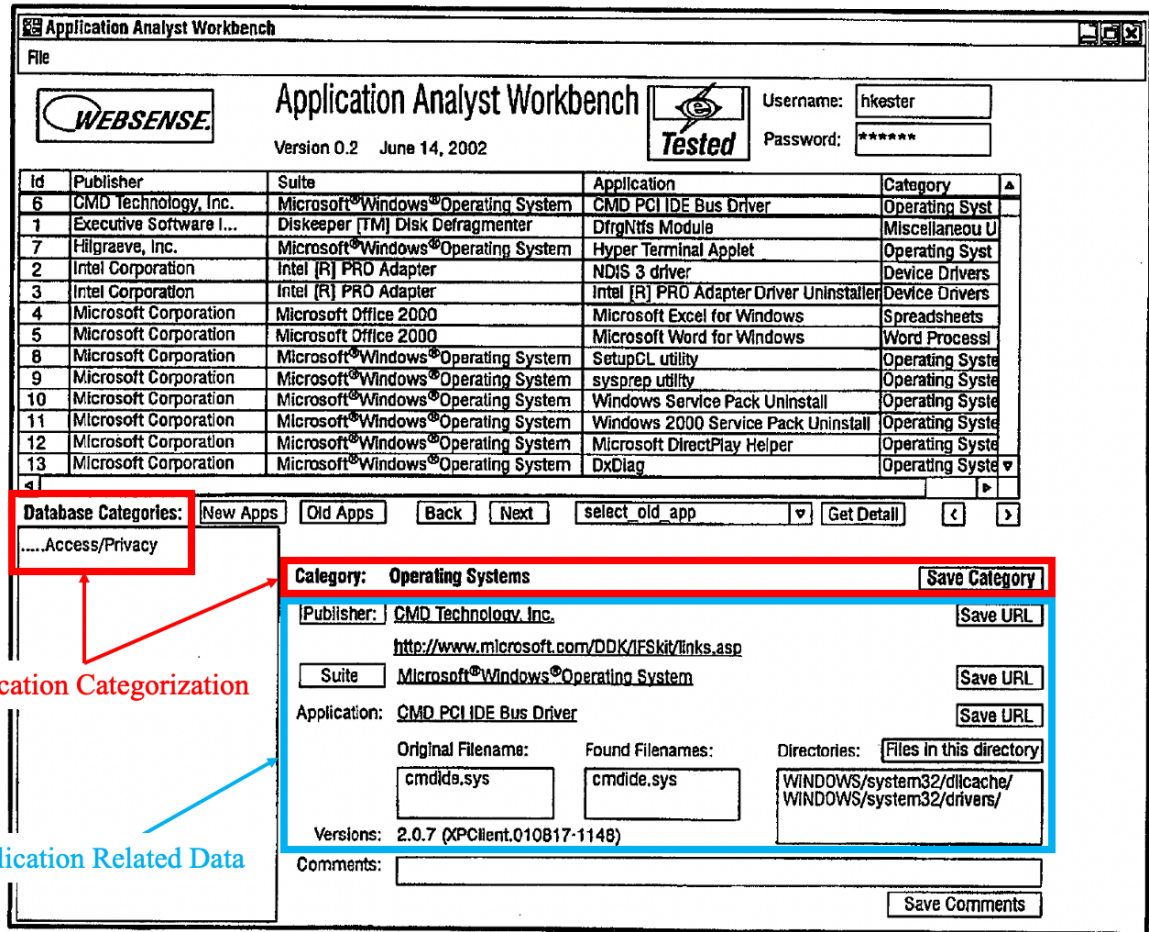 Application Analyst Workbench
File
WEBSENSE.
Application Analyst Workbench
Version 0.2 June 14, 2002
Tested
Username: hkester
Password: ******
id Publisher Suite Application Category
6 CMD Technology, Inc. Microsoft®Windows®Operating System CMD PCI IDE Bus Driver Operating Syst
1 Executive Software I... Diskeeper [TM] Disk Defragmenter DfrgNtfs Module Miscellaneou U
7 Hilgraeve, Inc. Microsoft®Windows®Operating System Hyper Terminal Applet Operating Syst
2 Intel Corporation Intel [R] PRO Adapter NDIS 3 driver Device Drivers
3 Intel Corporation Intel [R] PRO Adapter Intel [R] PRO Adapter Driver Uninstaller Device Drivers
4 Microsoft Corporation Microsoft Office 2000 Microsoft Excel for Windows Spreadsheets
5 Microsoft Corporation Microsoft Office 2000 Microsoft Word for Windows Word Processi
8 Microsoft Corporation Microsoft®Windows®Operating System SetupCL utility Operating Syste
9 Microsoft Corporation Microsoft®Windows®Operating System sysprep utility Operating Syste
10 Microsoft Corporation Microsoft®Windows®Operating System Windows Service Pack Uninstall Operating Syste
11 Microsoft Corporation Microsoft®Windows®Operating System Windows 2000 Service Pack Uninstall Operating Syste
12 Microsoft Corporation Microsoft®Windows®Operating System Microsoft DirectPlay Helper Operating Syste
13 Microsoft Corporation Microsoft®Windows®Operating System DxDiag Operating Syste
Database Categories: New Apps Old Apps Back Next select_old_app Get Detail < >
.....Access/Privacy
Category: Operating Systems Save Category
Publisher: CMD Technology, Inc. Save URL
http://www.microsoft.com/DDK/IFSkit/links.asp
Suite Microsoft®Windows®Operating System Save URL
cation Categorization
Application: CMD PCI IDE Bus Driver Save URL
Original Filename: Found Filenames: Directories: Files in this directory
cmdide.sys cmdide.sys WINDOWS/system32/dllcache/
WINDOWS/system32/drivers/
Versions: 2.0.7 (XPClient.010817-1148)
lication Related Data
Comments:
Save Comments